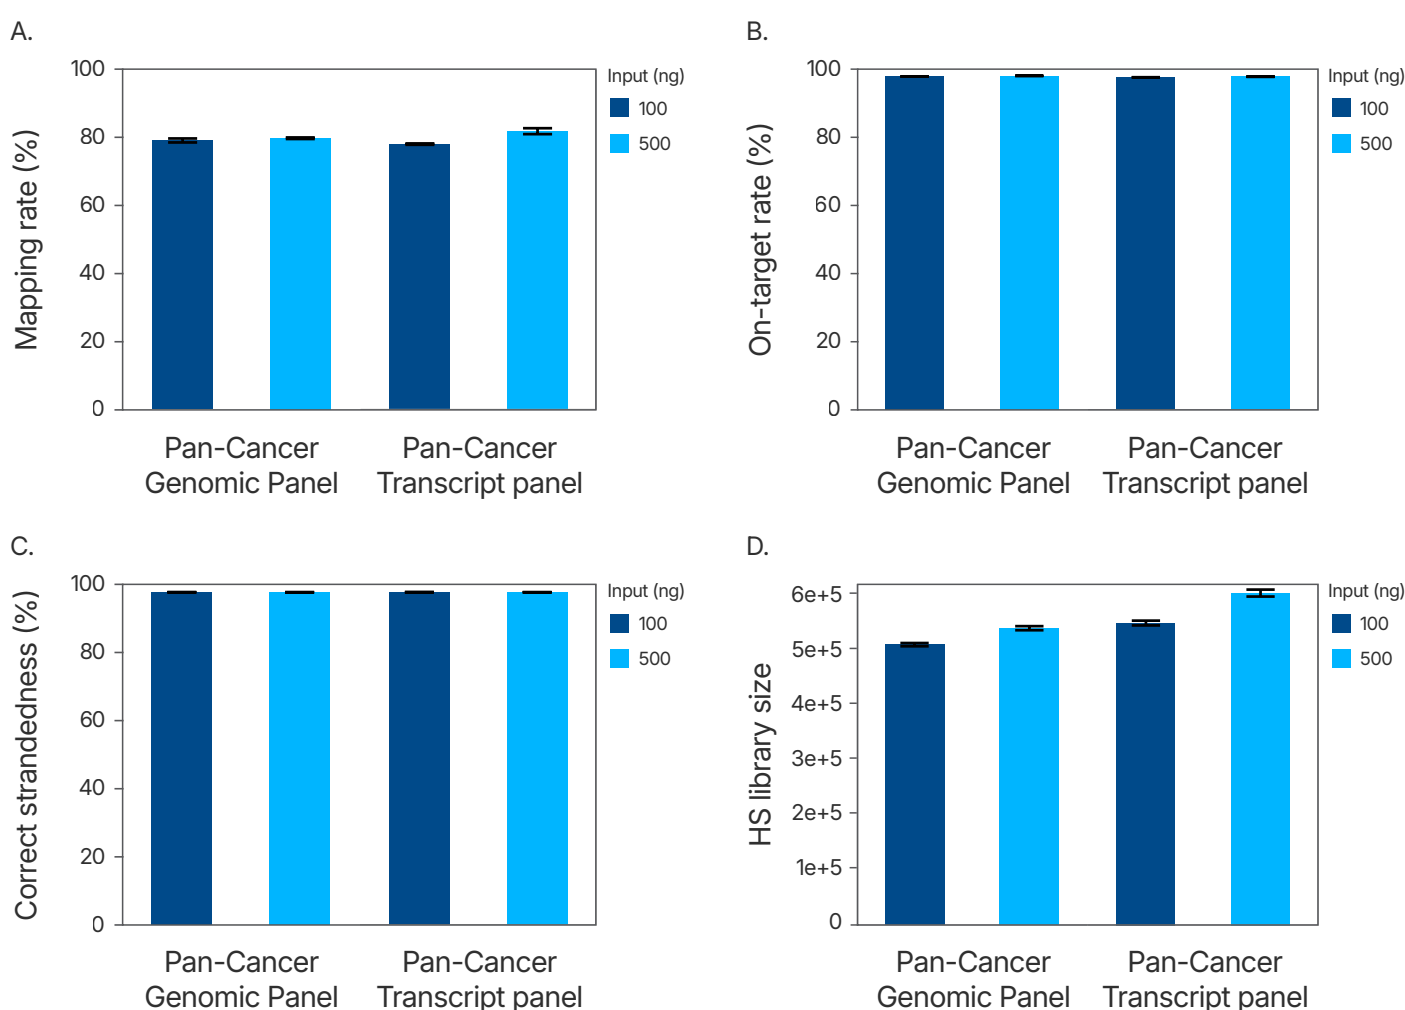 A.
100
80
60
40
20
0
Mapping rate (%)
Input (ng)
100
500
Pan-Cancer
Genomic Panel
Pan-Cancer
Transcript panel
B.
100
80
60
40
20
0
On-target rate (%)
Input (ng)
100
500
Pan-Cancer
Genomic Panel
Pan-Cancer
Transcript panel
C.
100
80
60
40
20
0
Correct strandedness (%)
Input (ng)
100
500
Pan-Cancer
Genomic Panel
Pan-Cancer
Transcript panel
D.
6e+5
5e+5
4e+5
3e+5
2e+5
1e+5
0
HS library size
Input (ng)
100
500
Pan-Cancer
Genomic Panel
Pan-Cancer
Transcript panel